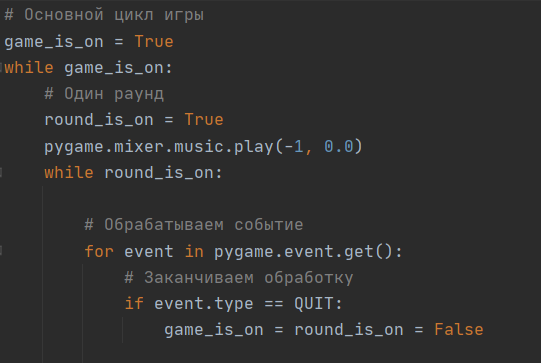 # Основной цикл игры
game_is_on = True
while game_is_on:
    # Один раунд
    round_is_on = True
    pygame.mixer.music.play(-1, 0.0)
    while round_is_on:

        # Обрабатываем событие
        for event in pygame.event.get():
            # Заканчиваем обработку
            if event.type == QUIT:
                game_is_on = round_is_on = False